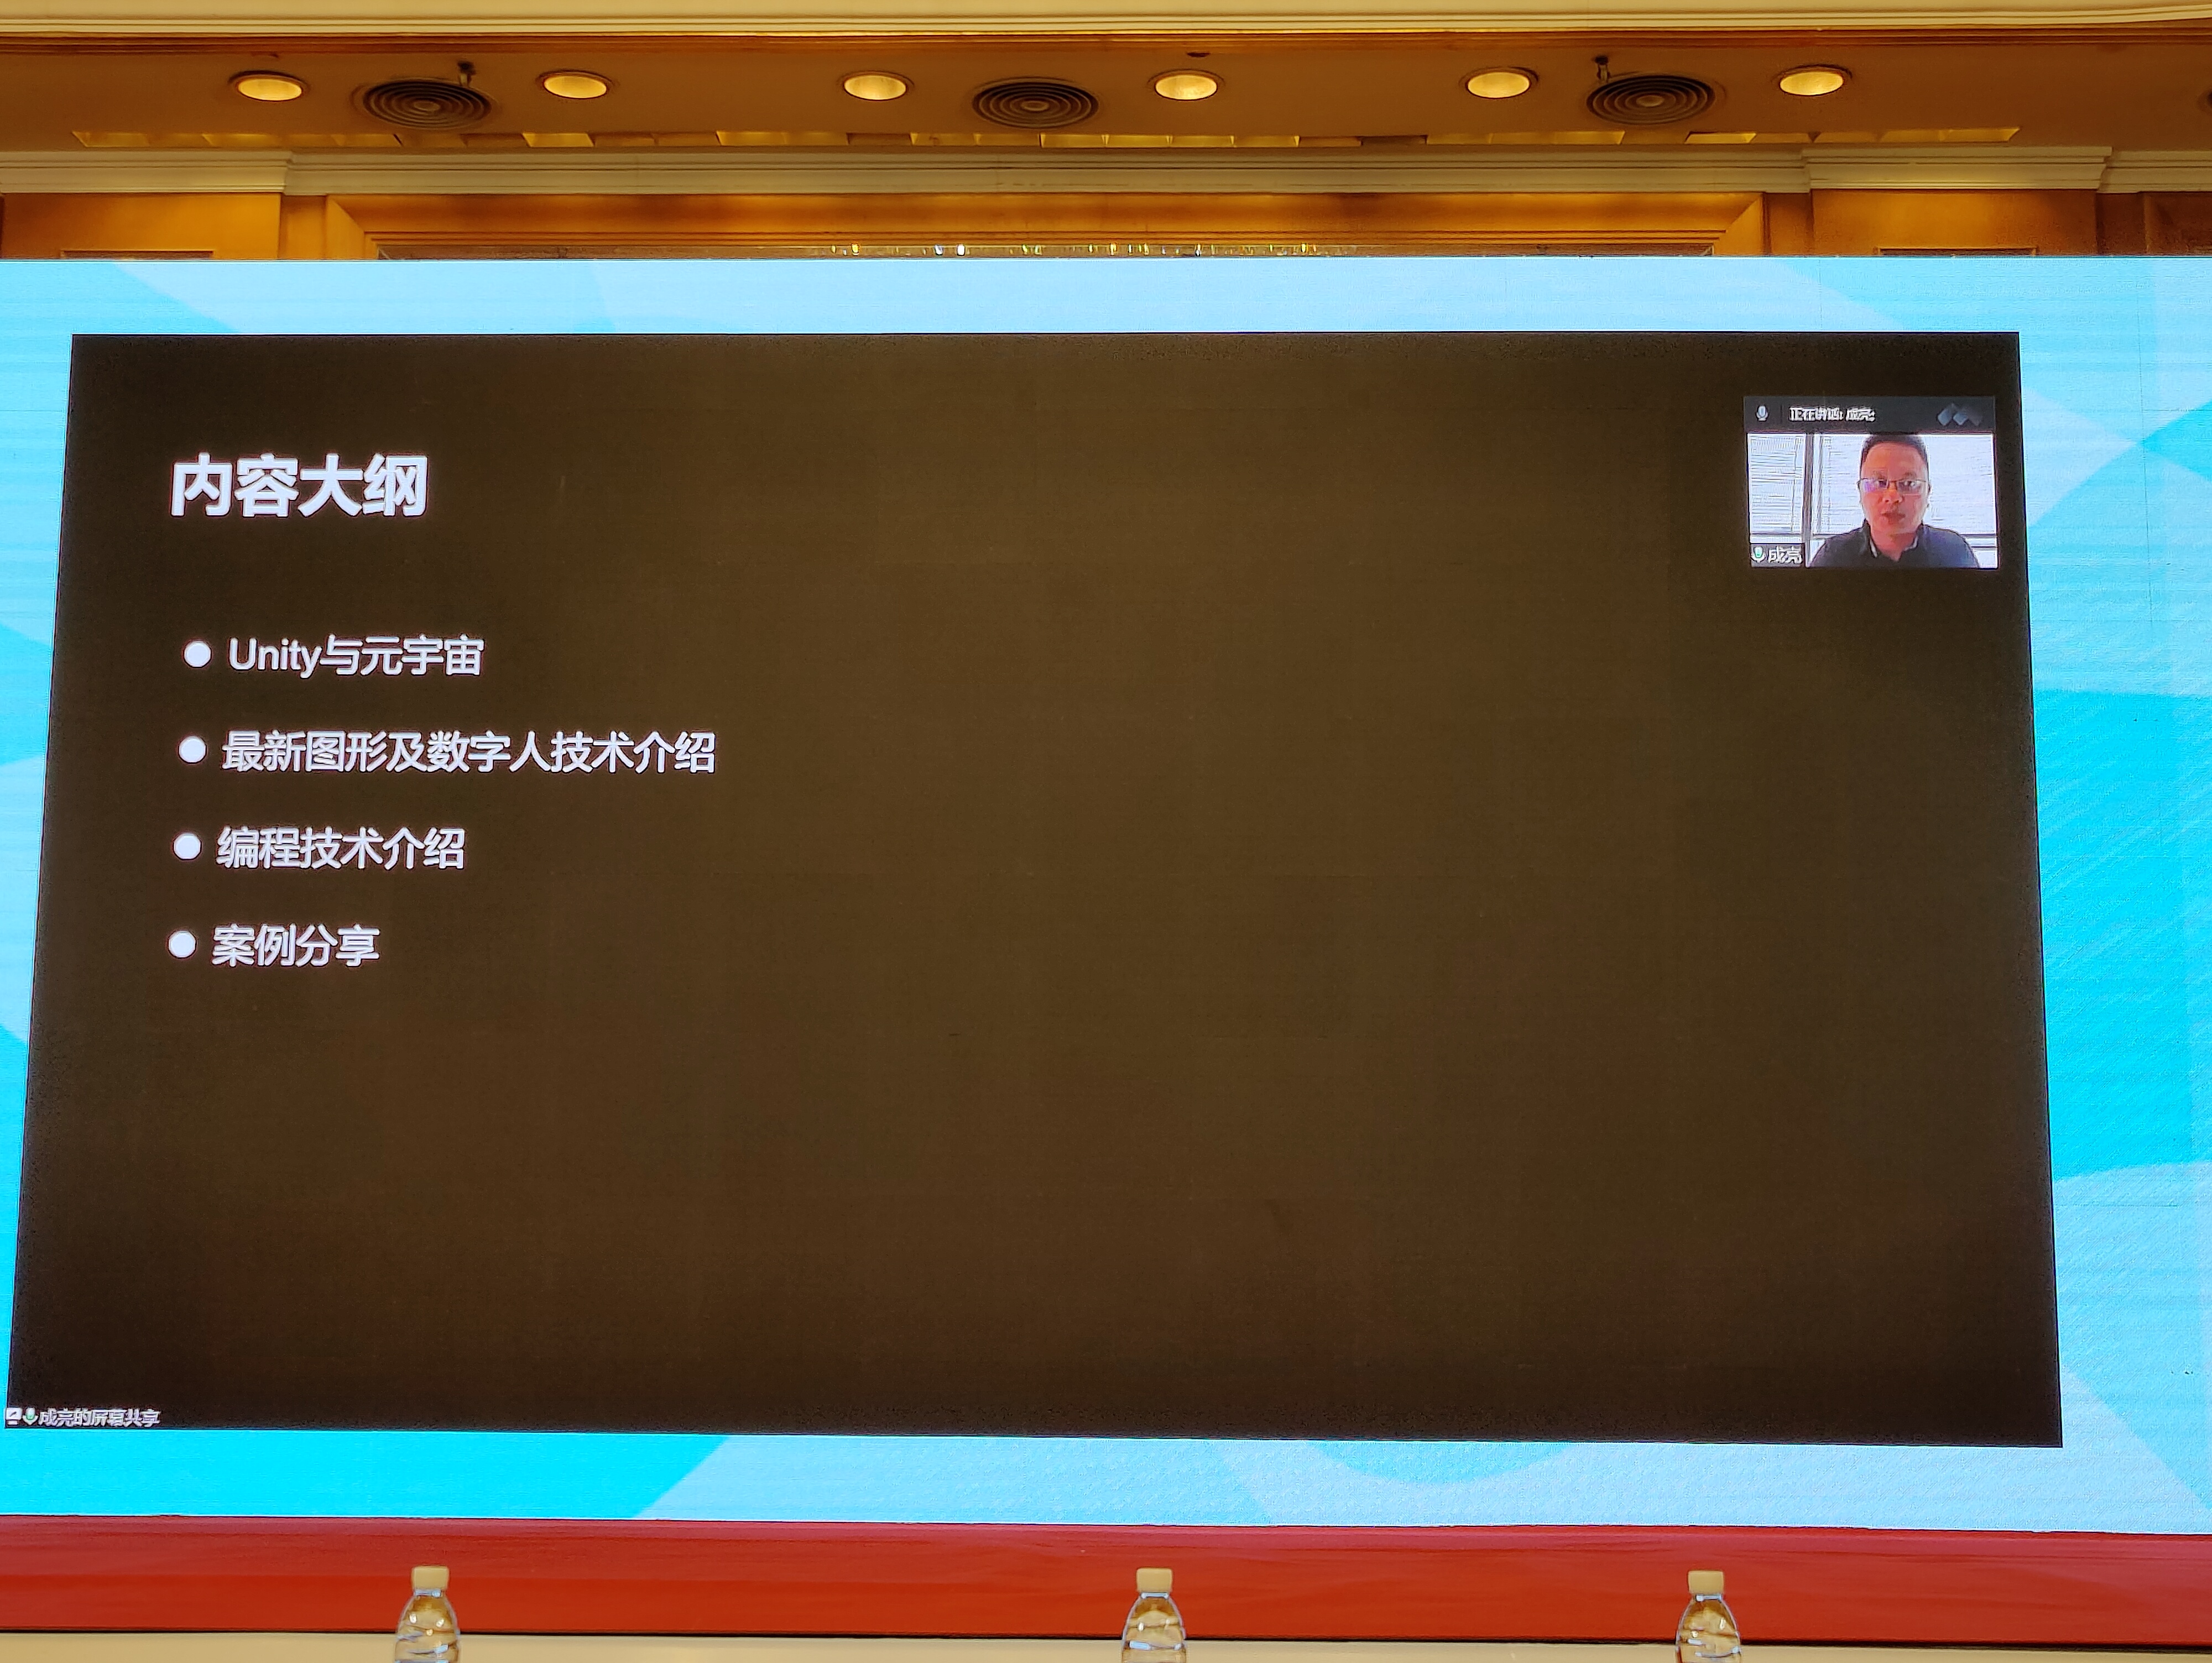 正在讲话: 成亮;
内容大纲
成亮
● Unity与元宇宙
● 最新图形及数字人技术介绍
● 编程技术介绍
● 案例分享
成亮的屏幕共享